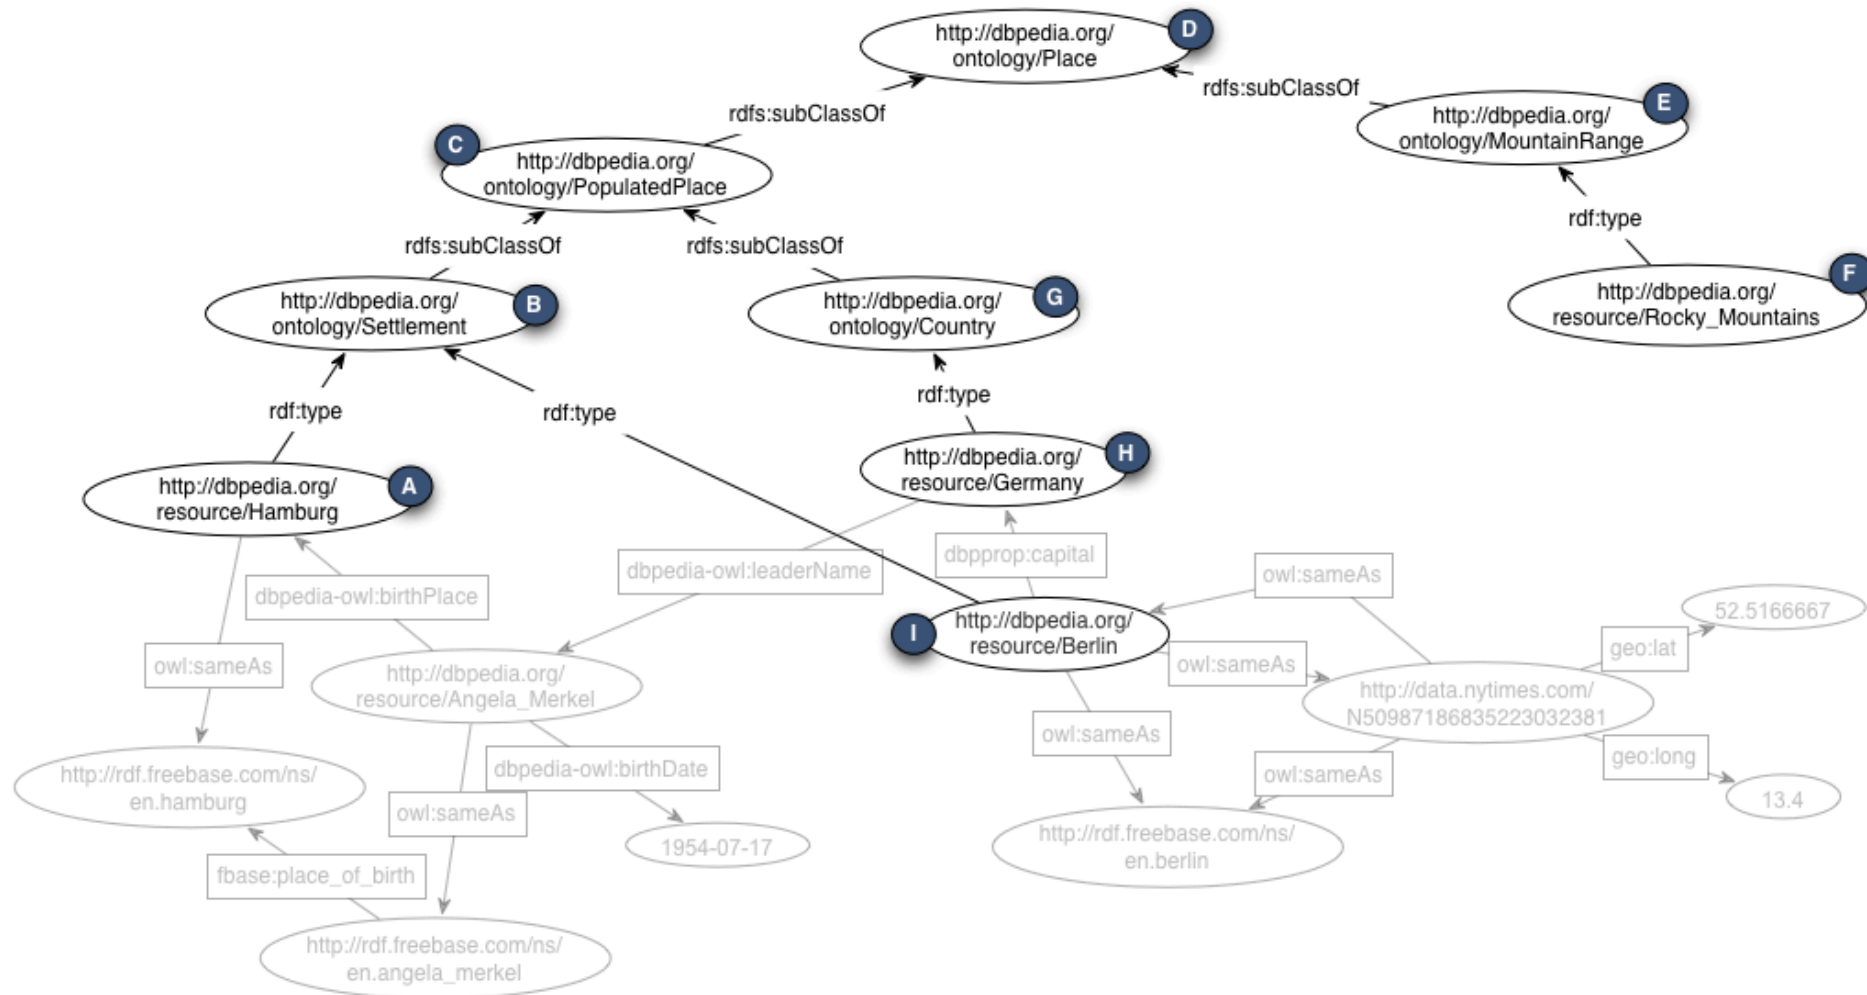 http://dbpedia.org/
ontology/Place
D
rdfs:subClassOf
E
http://dbpedia.org/
ontology/MountainRange
rdfs:subClassOf
C
http://dbpedia.org/
ontology/PopulatedPlace
rdf:type
rdfs:subClassOf
rdfs:subClassOf
F
http://dbpedia.org/
resource/Rocky_Mountains
http://dbpedia.org/
ontology/Settlement
B
http://dbpedia.org/
ontology/Country
G
rdf:type
rdf:type
rdf:type
http://dbpedia.org/
resource/Germany
H
http://dbpedia.org/
resource/Hamburg
A
dbpprop:capital
dbpedia-owl:leaderName
owl:sameAs
dbpedia-owl:birthPlace
52.5166667
I
http://dbpedia.org/
resource/Berlin
geo:lat
owl:sameAs
owl:sameAs
http://dbpedia.org/
resource/Angela_Merkel
http://data.nytimes.com/
N50987186835223032381
owl:sameAs
geo:long
dbpedia-owl:birthDate
owl:sameAs
http://rdf.freebase.com/ns/
en.hamburg
13.4
owl:sameAs
1954-07-17
http://rdf.freebase.com/ns/
en.berlin
fbase:place_of_birth
http://rdf.freebase.com/ns/
en.angela_merkel